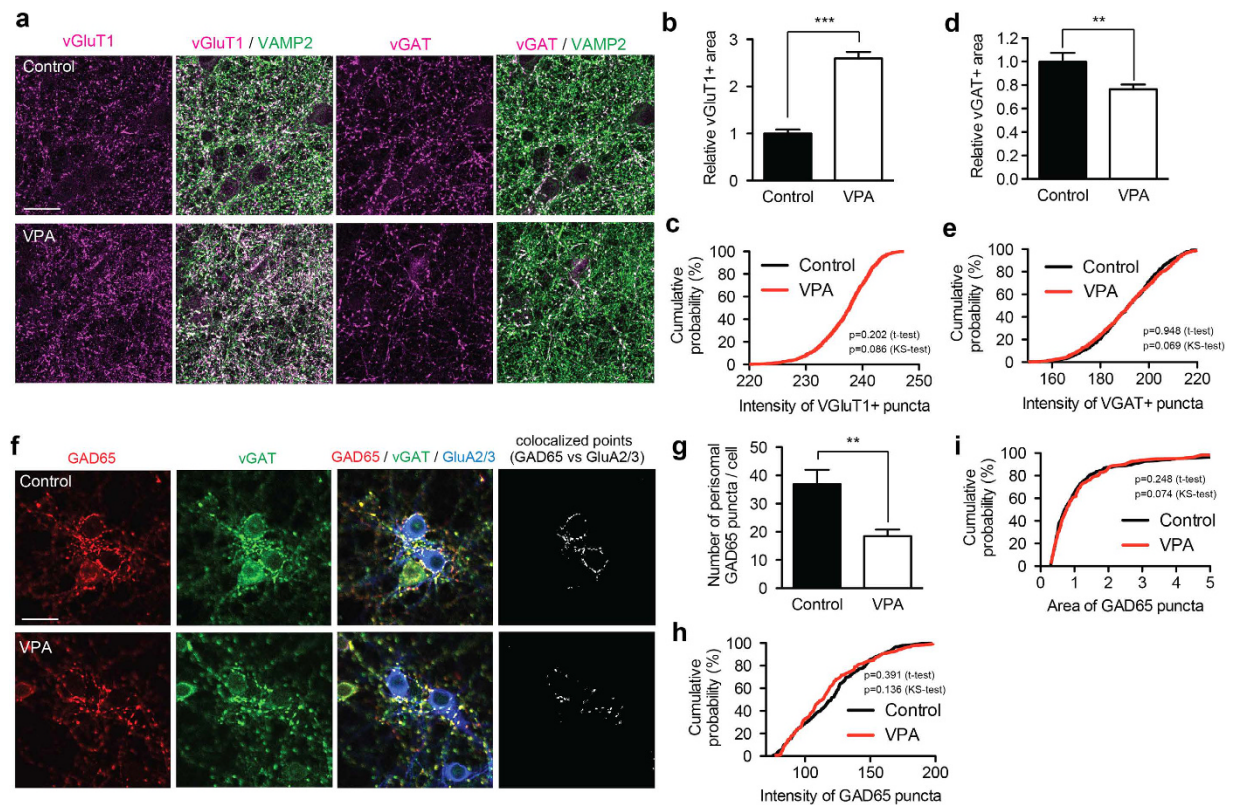 a
vGluT1
vGluT1 / VAMP2
vGAT
vGAT / VAMP2
Control
VPA
b
***
Relative vGluT1+ area
3
2
1
0
Control
VPA
d
**
Relative vGAT+ area
1.2
1.0
0.8
0.6
0.4
0.2
0.0
Control
VPA
c
Cumulative
probability (%)
100
80
60
40
20
0
Control
VPA
p=0.202 (t-test)
p=0.086 (KS-test)
220
230
240
250
Intensity of VGluT1+ puncta
e
Cumulative
probability (%)
100
80
60
40
20
0
Control
VPA
p=0.948 (t-test)
p=0.069 (KS-test)
160
180
200
220
Intensity of VGAT+ puncta
f
GAD65
vGAT
GAD65 / vGAT / GluA2/3
colocalized points
(GAD65 vs GluA2/3)
Control
VPA
g
**
Number of perisomal
GAD65 puncta / cell
50
40
30
20
10
0
Control
VPA
i
Cumulative
probability (%)
100
80
60
40
20
0
p=0.248 (t-test)
p=0.074 (KS-test)
Control
VPA
0
1
2
3
4
5
Area of GAD65 puncta
h
Cumulative
probability (%)
100
80
60
40
20
0
p=0.391 (t-test)
p=0.136 (KS-test)
Control
VPA
100
150
200
Intensity of GAD65 puncta